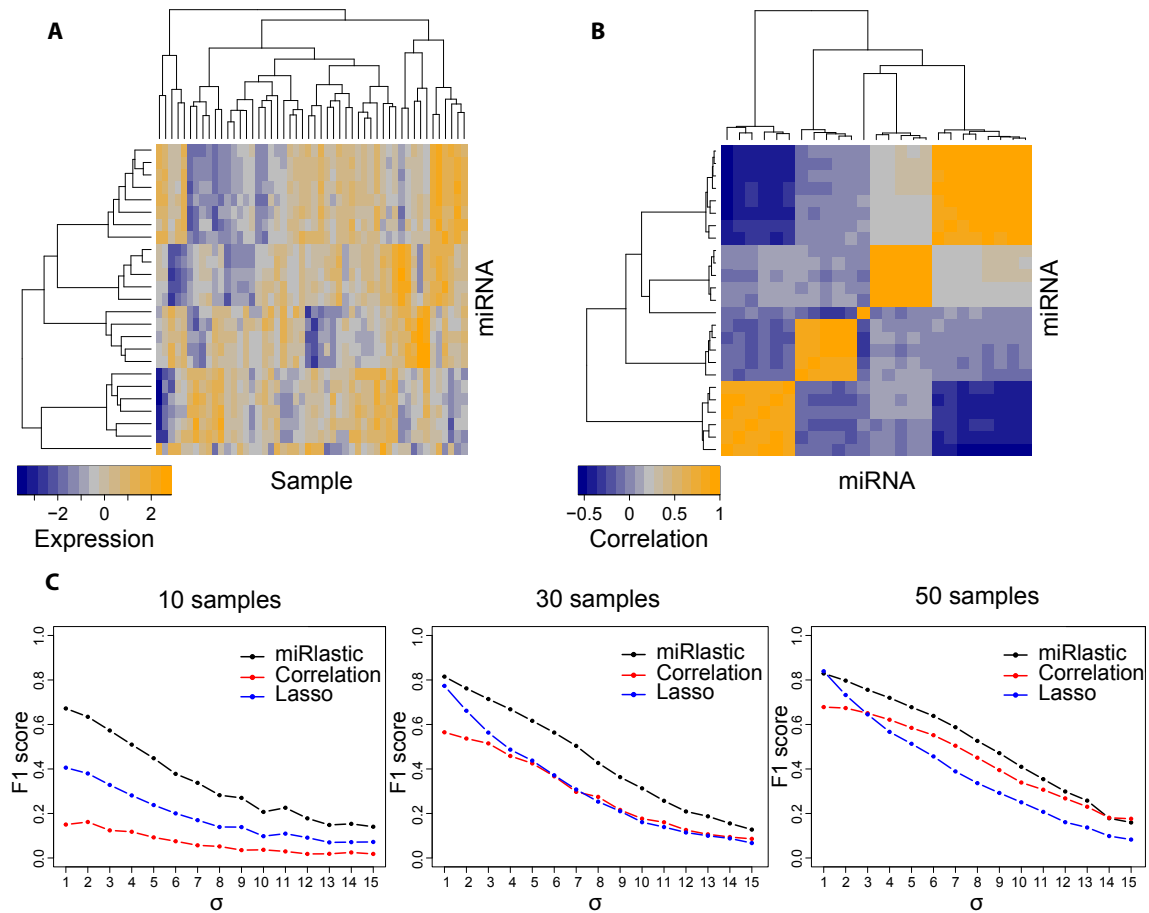 A
B
miRNA
miRNA
Sample
miRNA
−2 0 2
−0.5 0 0.5 1
Expression
Correlation
C
10 samples
30 samples
50 samples
F1 score
0.0 0.2 0.4 0.6 0.8 1.0
miRlastic
Correlation
Lasso
1 2 3 4 5 6 7 8 9 10 11 12 13 14 15
σ
F1 score
0.0 0.2 0.4 0.6 0.8 1.0
miRlastic
Correlation
Lasso
1 2 3 4 5 6 7 8 9 10 11 12 13 14 15
σ
F1 score
0.0 0.2 0.4 0.6 0.8 1.0
miRlastic
Correlation
Lasso
1 2 3 4 5 6 7 8 9 10 11 12 13 14 15
σ